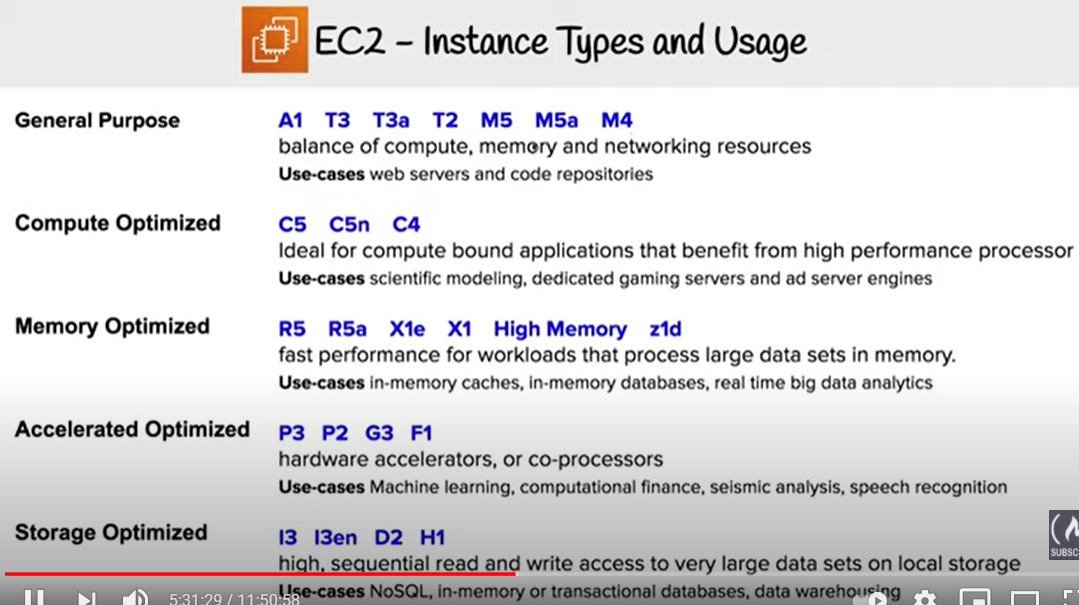 EC2 – Instance Types and Usage
General Purpose
A1 T3 T3a T2 M5 M5a M4
balance of compute, memory and networking resources
Use-cases web servers and code repositories
Compute Optimized
C5 C5n C4
Ideal for compute bound applications that benefit from high performance processor
Use-cases scientific modeling, dedicated gaming servers and ad server engines
Memory Optimized
R5 R5a X1e X1 High Memory z1d
fast performance for workloads that process large data sets in memory.
Use-cases in-memory caches, in-memory databases, real time big data analytics
Accelerated Optimized
P3 P2 G3 F1
hardware accelerators, or co-processors
Use-cases Machine learning, computational finance, seismic analysis, speech recognition
Storage Optimized
I3 I3en D2 H1
high, sequential read and write access to very large data sets on local storage
Use-cases NoSQL, in-memory or transactional databases, data warehousing
SUBSC
5:31:29 / 11:50:58